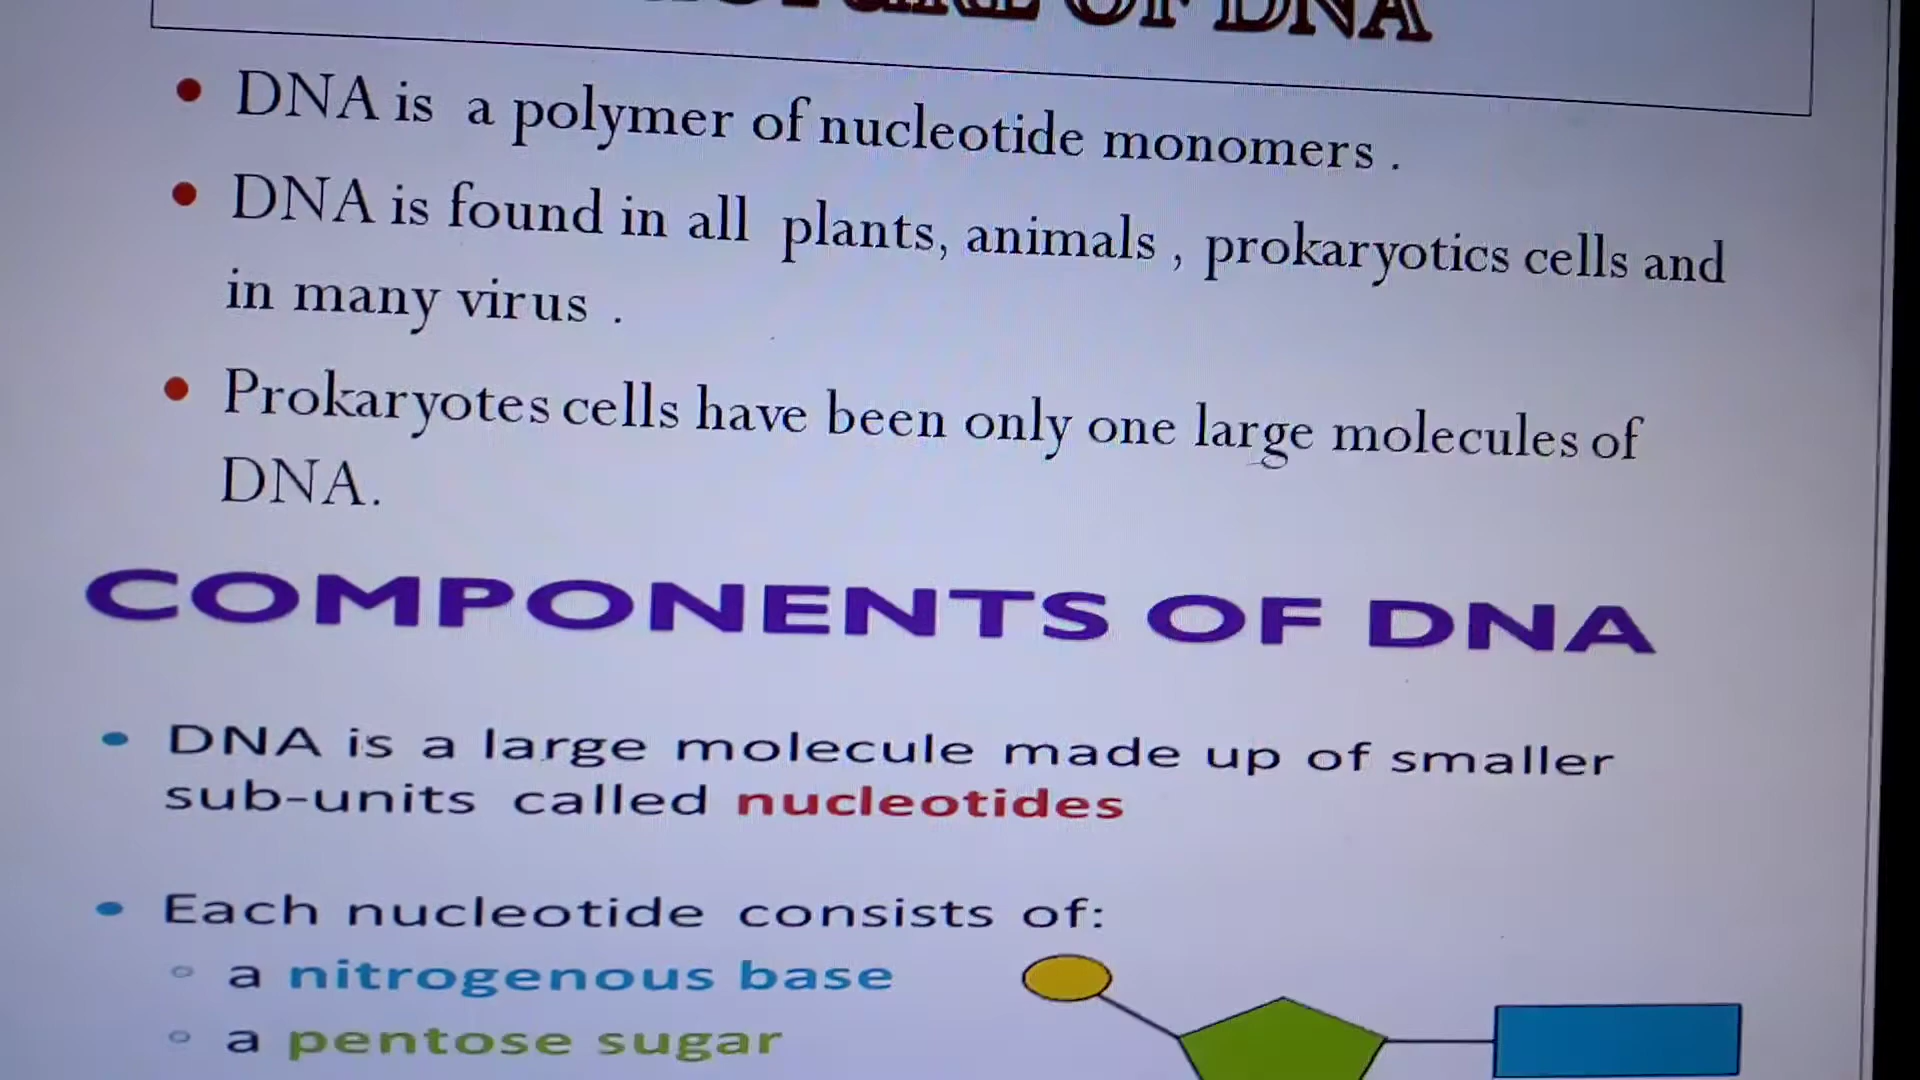 OF DNA
DNA is a polymer of nucleotide monomers .
DNA is found in all plants, animals , prokaryotics cells and
in many virus .
Prokaryotes cells have been only one large molecules of
DNA.
COMPONENTS OF DNA
DNA is a large molecule made up of smaller
sub-units called nucleotides
Each nucleotide consists of:
a nitrogenous base
a pentose sugar